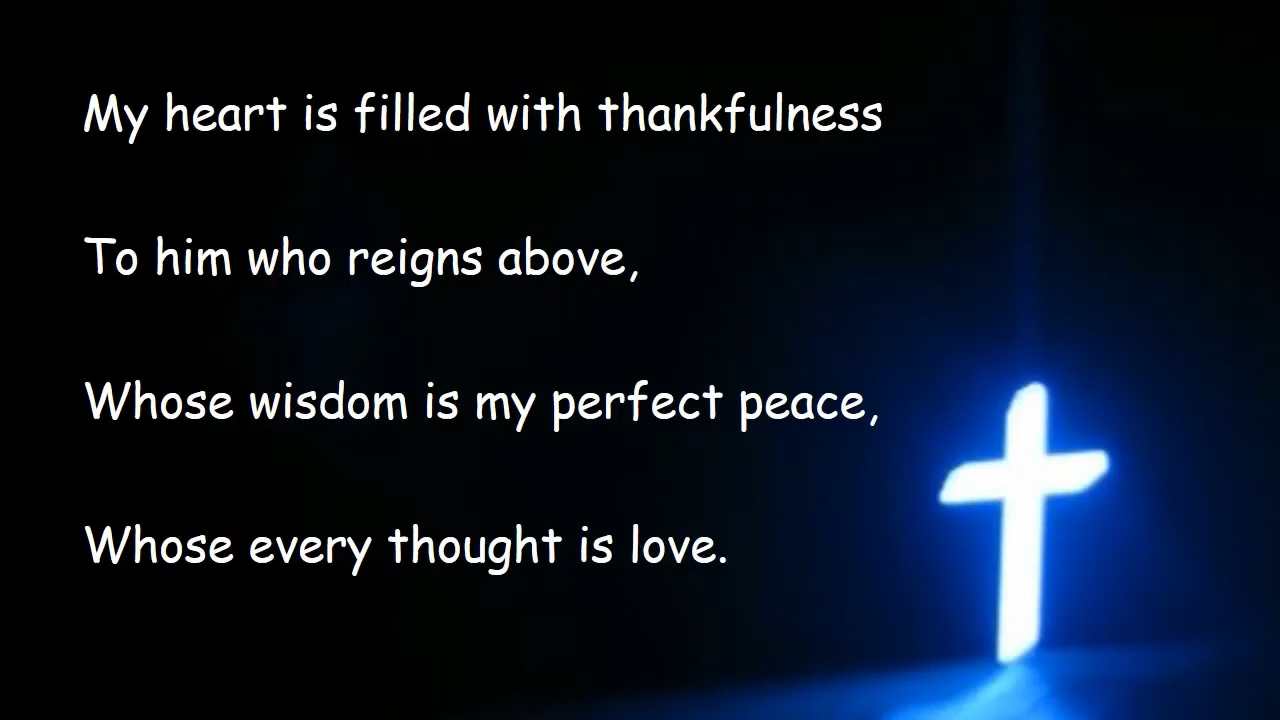 My heart is filled with thankfulness
To him who reigns above,
Whose wisdom is my perfect peace,
Whose every thought is love.